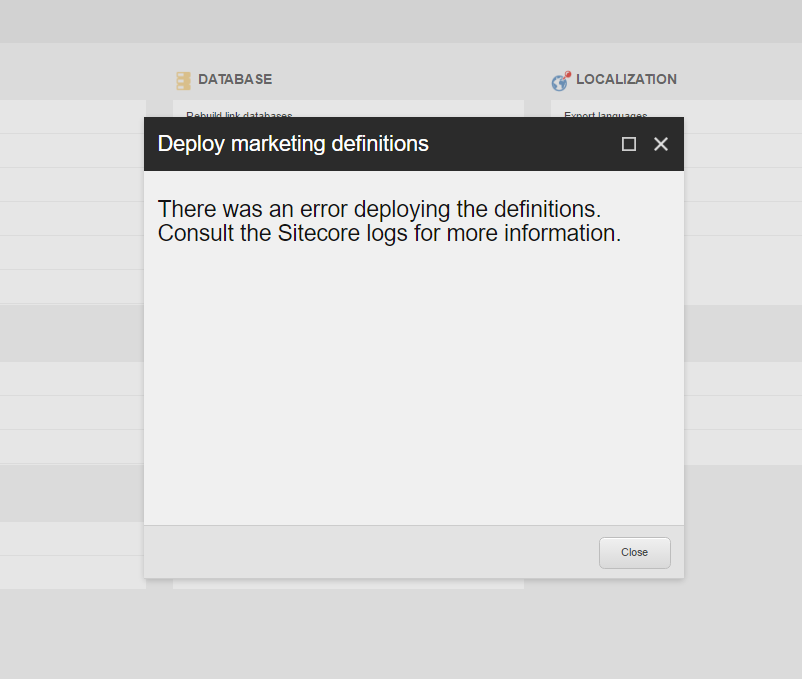 DATABASE
LOCALIZATION
Rebuild link databases
Export languages
Deploy marketing definitions
There was an error deploying the definitions.
Consult the Sitecore logs for more information.
Close